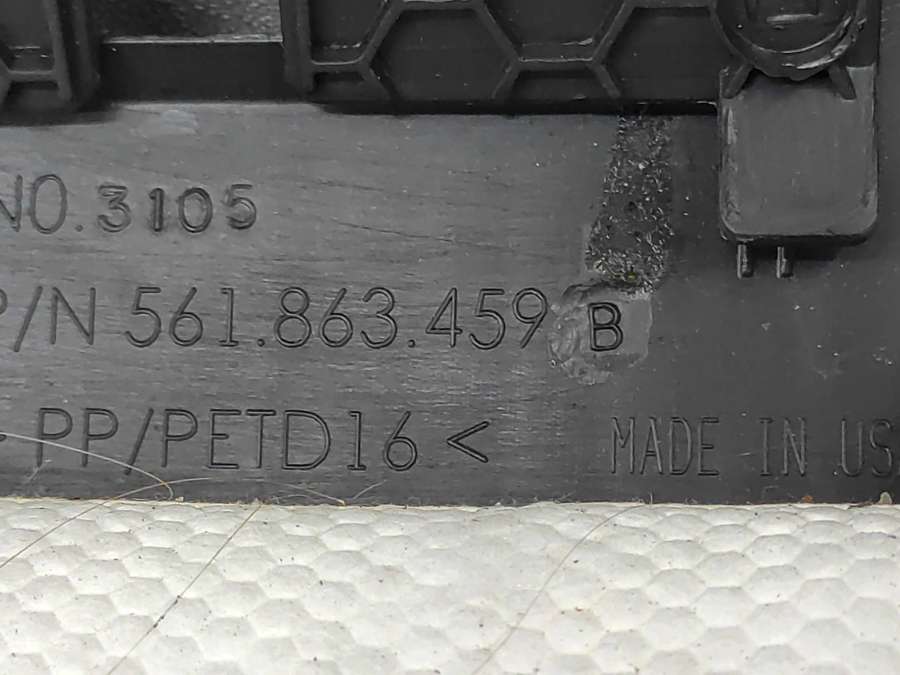 NO. 3105
P/N 561.863.459 B
PP/PETD16 <
MADE IN US